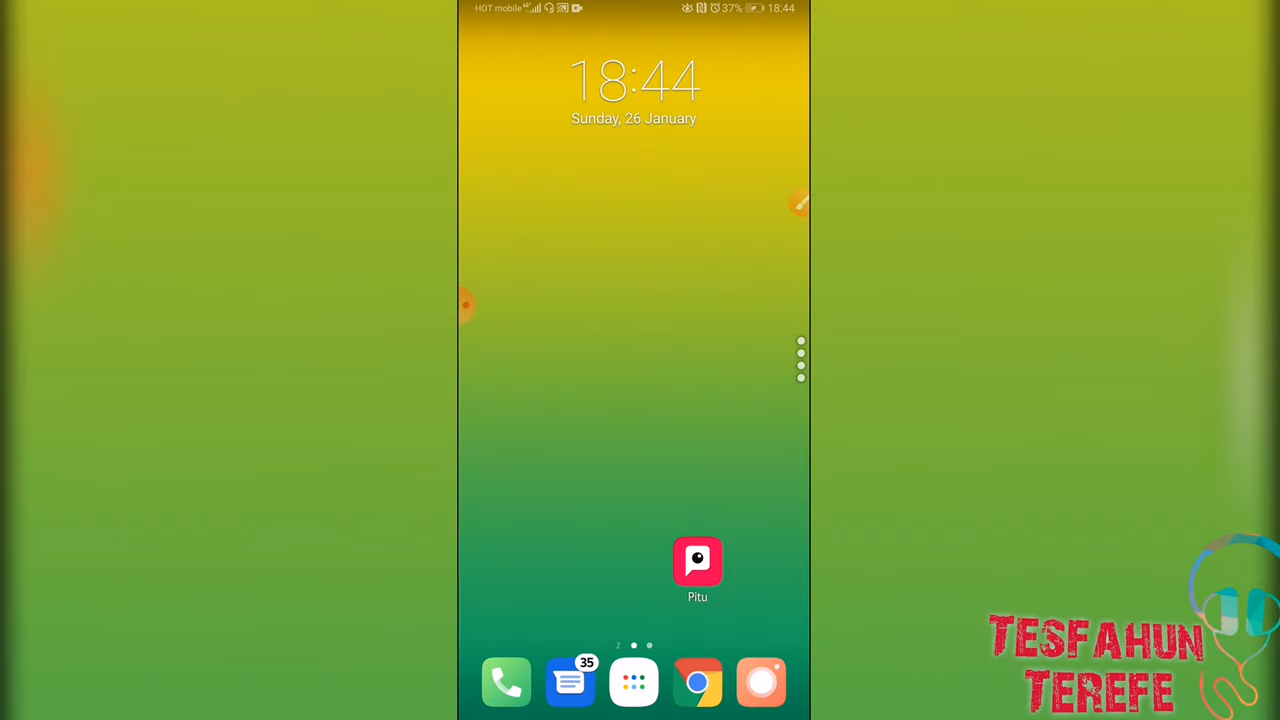 HOT mobile 37% 18:44
18:44
Sunday, 26 January
Pitu
Z
35
TESFAHUN
TEREFE